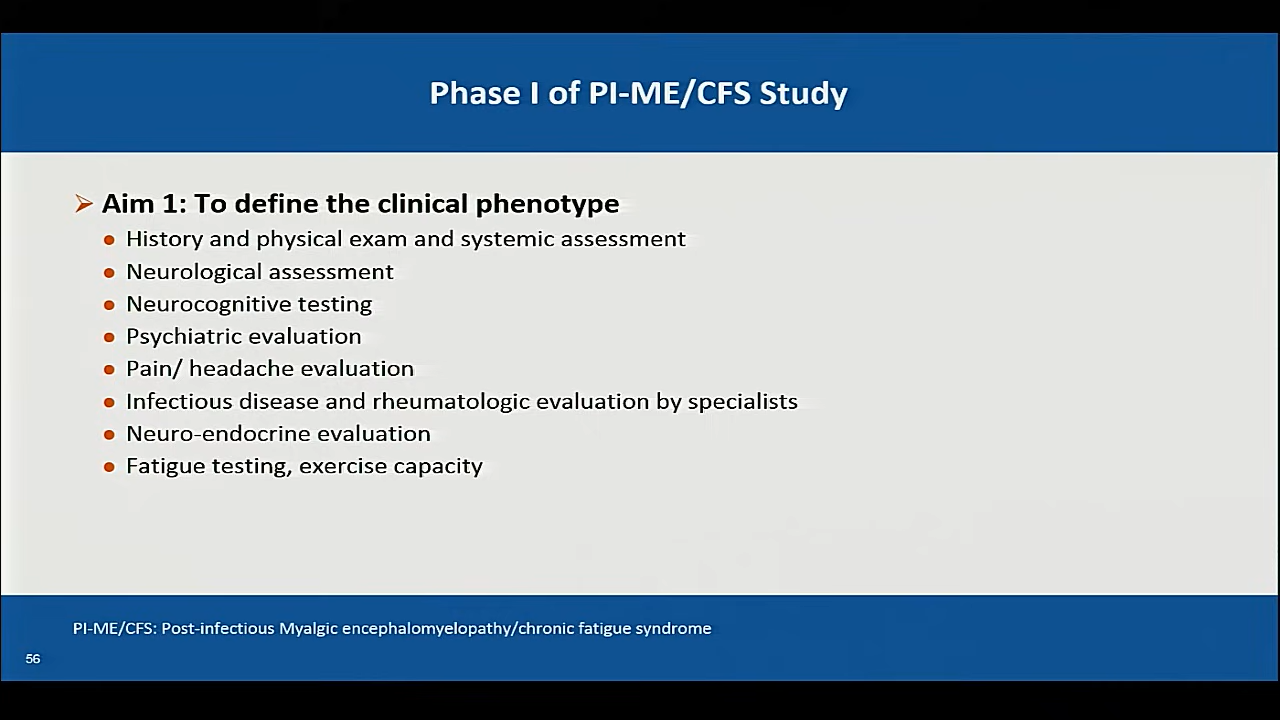 Phase I of PI-ME/CFS Study
Aim 1: To define the clinical phenotype
History and physical exam and systemic assessment
Neurological assessment
Neurocognitive testing
Psychiatric evaluation
Pain/ headache evaluation
Infectious disease and rheumatologic evaluation by specialists
Neuro-endocrine evaluation
Fatigue testing, exercise capacity
PI-ME/CFS: Post-infectious Myalgic encephalomyelopathy/chronic fatigue syndrome
56